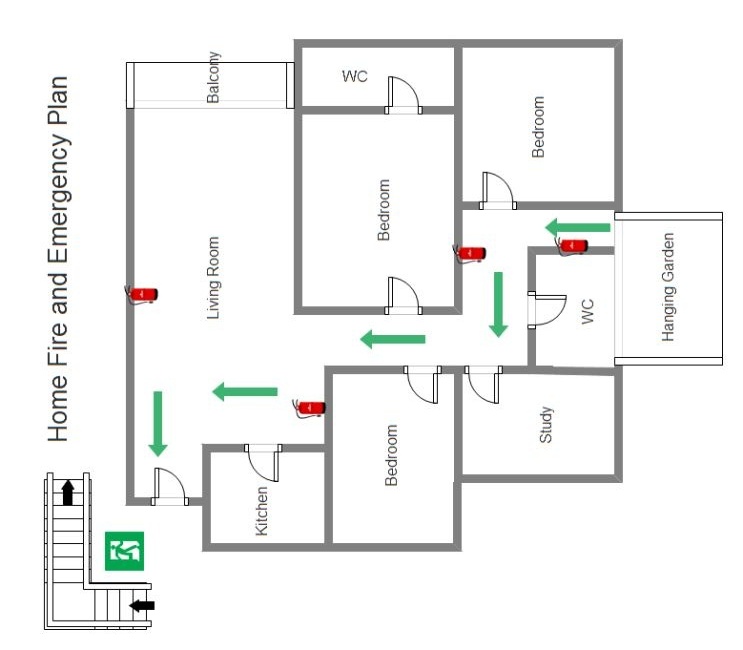 Home Fire and Emergency Plan
Balcony
WC
Bedroom
Bedroom
Living Room
Hanging Garden
WC
Bedroom
Study
Kitchen